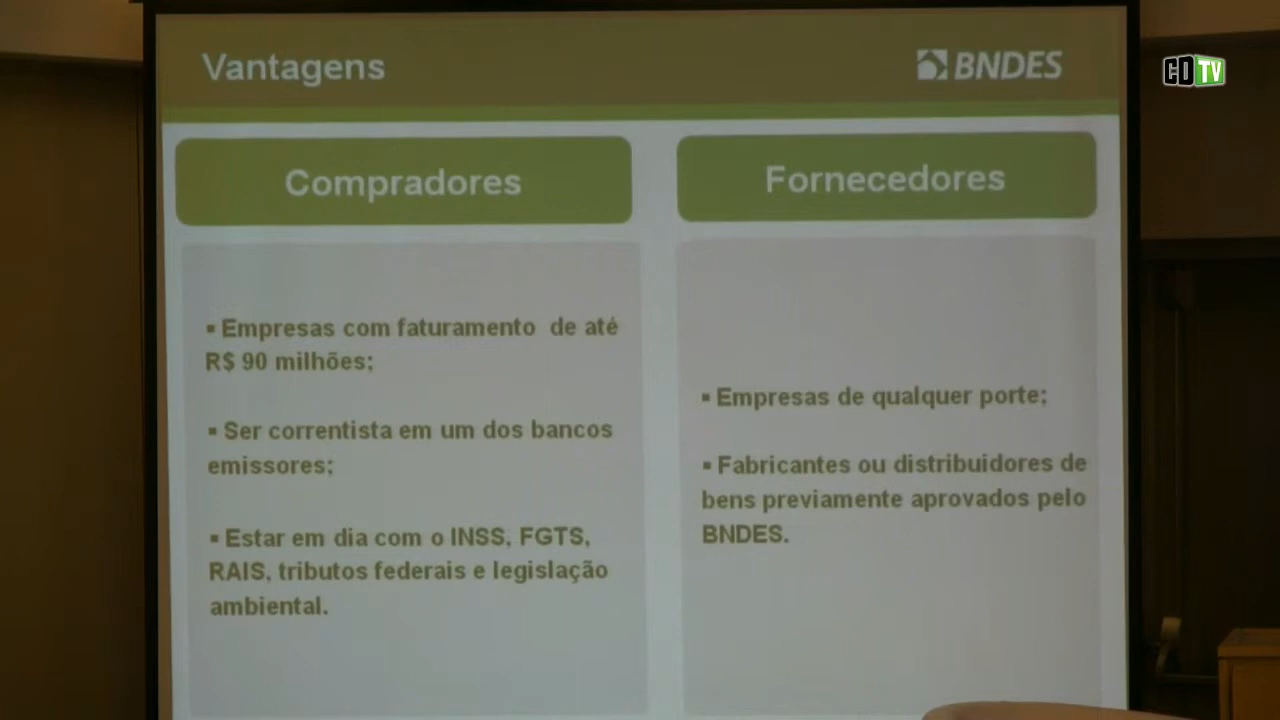 Vantagens
BNDES
CDTV
Compradores
▪ Empresas com faturamento de até
R$ 90 milhões;
▪ Ser correntista em um dos bancos
emissores;
▪ Estar em dia com o INSS, FGTS,
RAIS, tributos federais e legislação
ambiental.
Fornecedores
▪ Empresas de qualquer porte;
▪ Fabricantes ou distribuidores de
bens previamente aprovados pelo
BNDES.